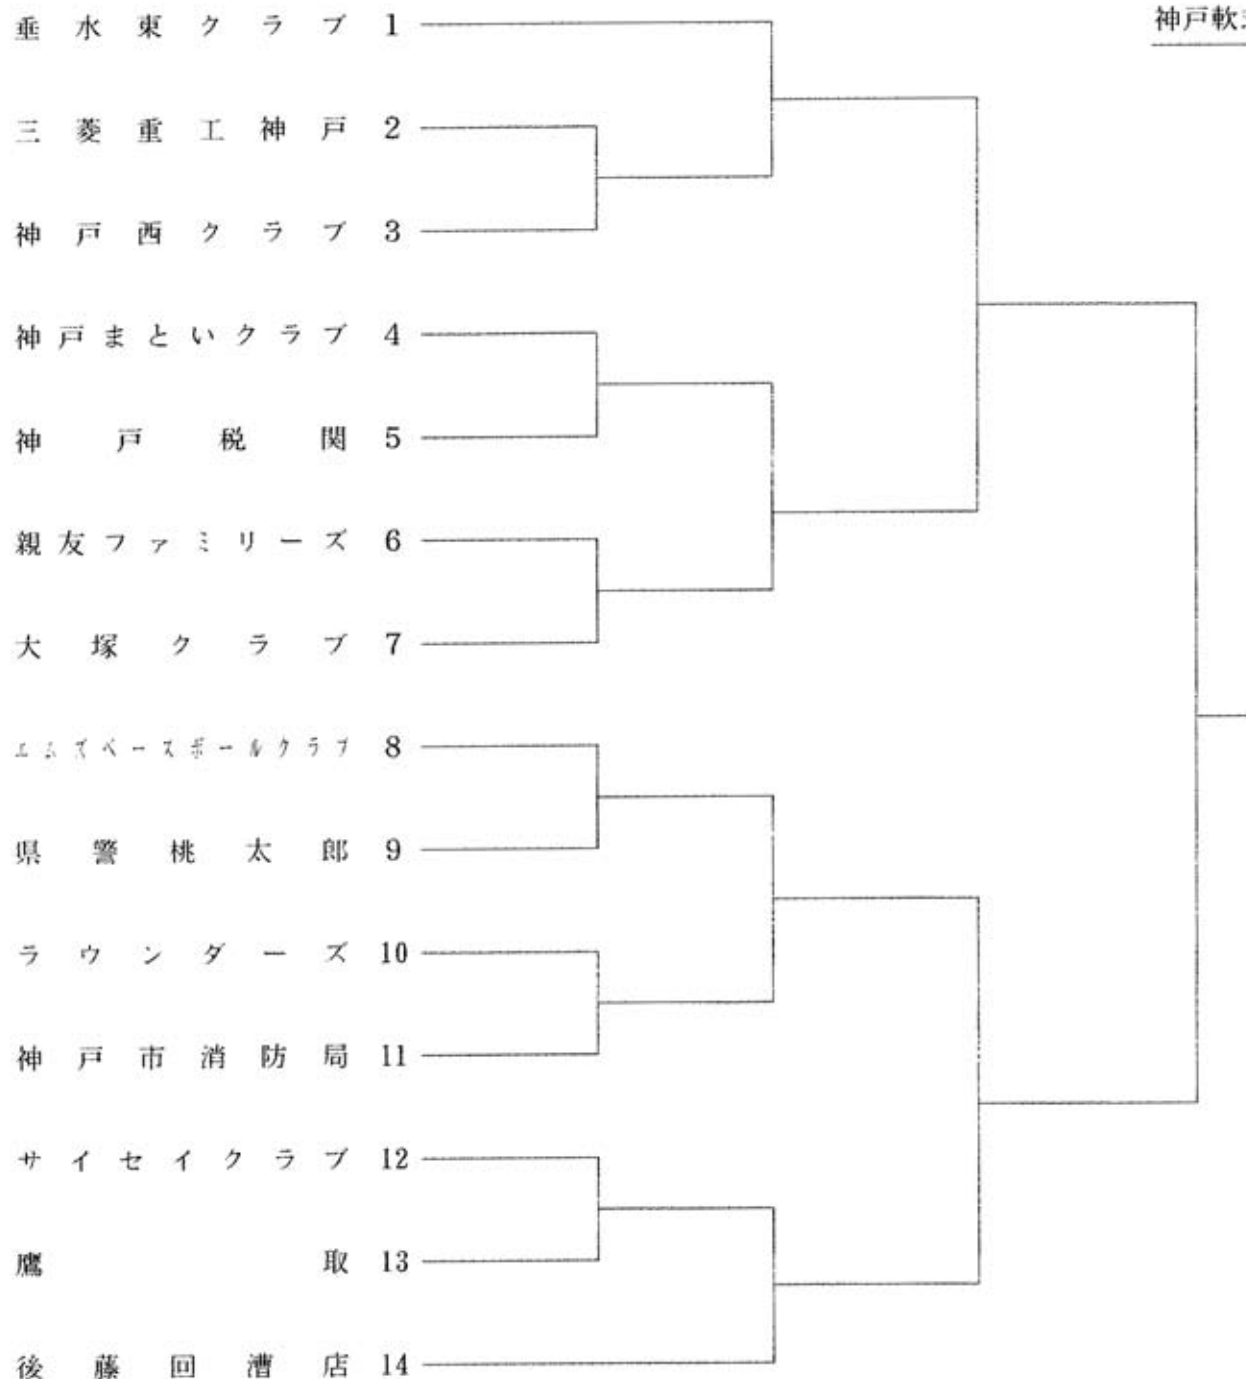 垂水東クラブ 1
神戸軟
三菱重工神戸 2
神戸西クラブ 3
神戸まといクラブ 4
神戸税関 5
親友ファミリーズ 6
大塚クラブ 7
エムズベースボールクラブ 8
県警桃太郎 9
ラウンダーズ 10
神戸市消防局 11
サイセイクラブ 12
鷹取 13
後藤回漕店 14